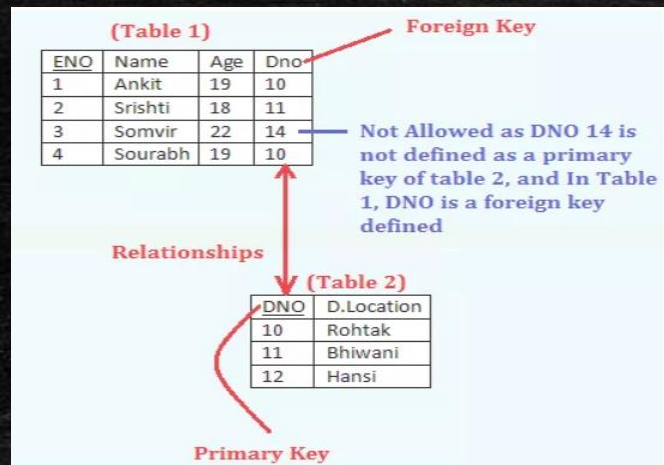 (Table 1)
Foreign Key
ENO Name Age Dno
1 Ankit 19 10
2 Srishti 18 11
3 Somvir 22 14
4 Sourabh 19 10
Not Allowed as DNO 14 is
not defined as a primary
key of table 2, and In Table
1, DNO is a foreign key
defined
Relationships
(Table 2)
DNO D.Location
10 Rohtak
11 Bhiwani
12 Hansi
Primary Key